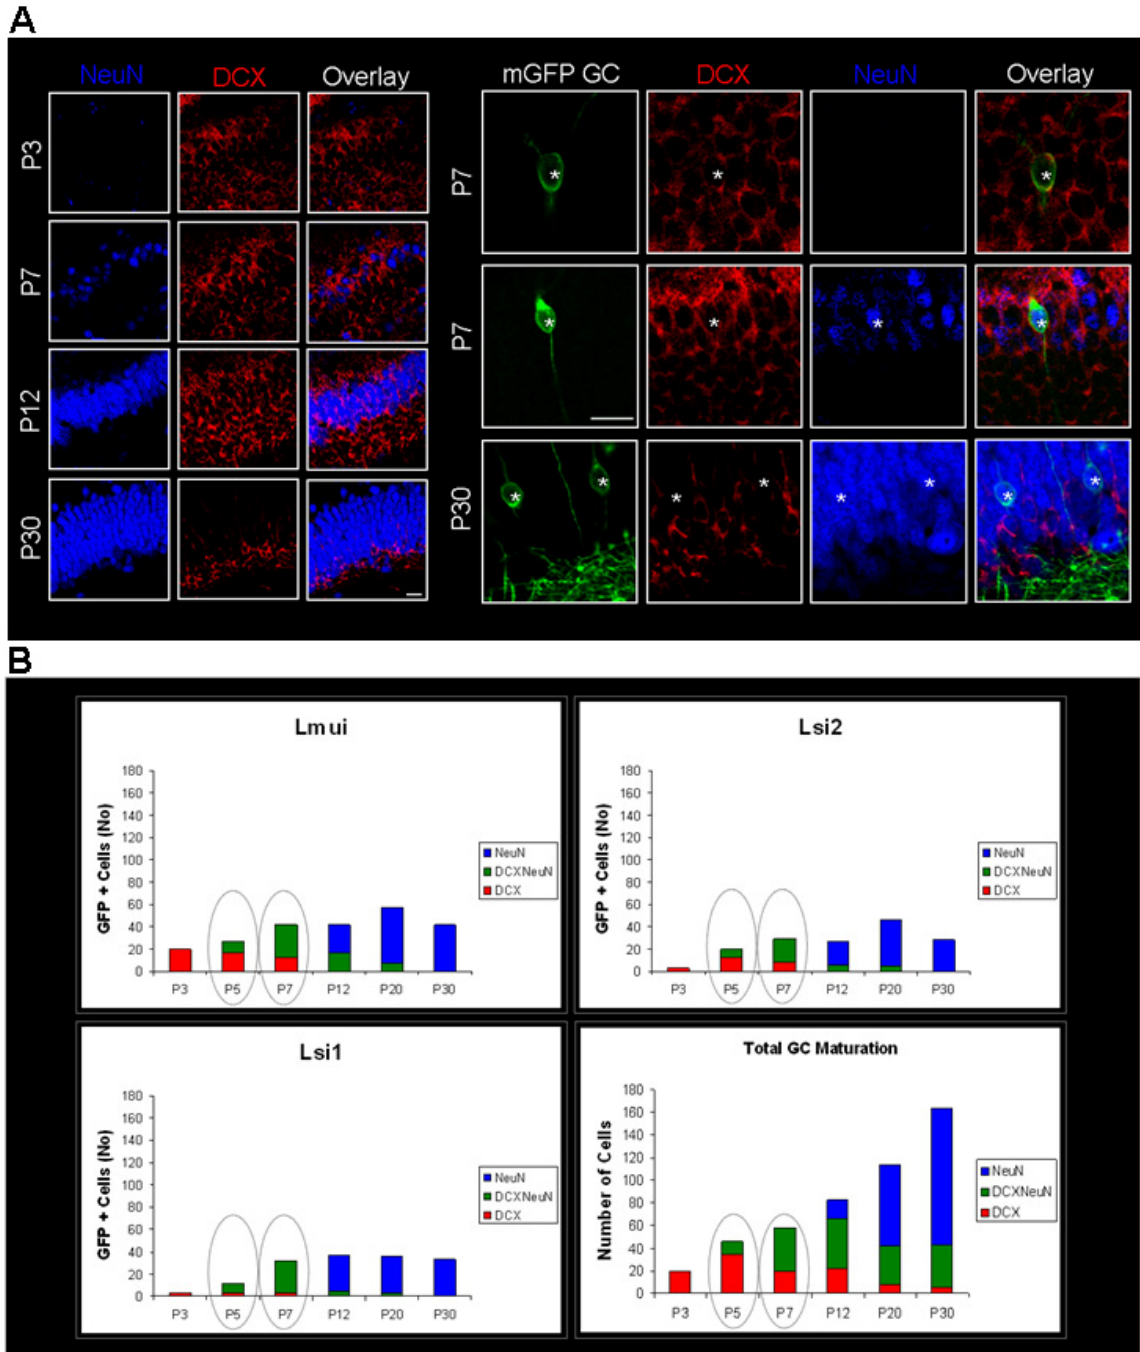 A
NeuN DCX Overlay
mGFP GC DCX NeuN Overlay
P3
P7
P12
P30
P7
P7
P30
* * *
* * * *
* * * * * * * *
B
Lmui
GFP + Cells (No)
180
160
140
120
100
80
60
40
20
0
P3 P5 P7 P12 P20 P30
NeuN
DCXNeuN
DCX
Lsi2
GFP + Cells (No)
180
160
140
120
100
80
60
40
20
0
P3 P5 P7 P12 P20 P30
NeuN
DCXNeuN
DCX
Lsi1
GFP + Cells (No)
180
160
140
120
100
80
60
40
20
0
P3 P5 P7 P12 P20 P30
NeuN
DCXNeuN
DCX
Total GC Maturation
Number of Cells
180
160
140
120
100
80
60
40
20
0
P3 P5 P7 P12 P20 P30
NeuN
DCXNeuN
DCX